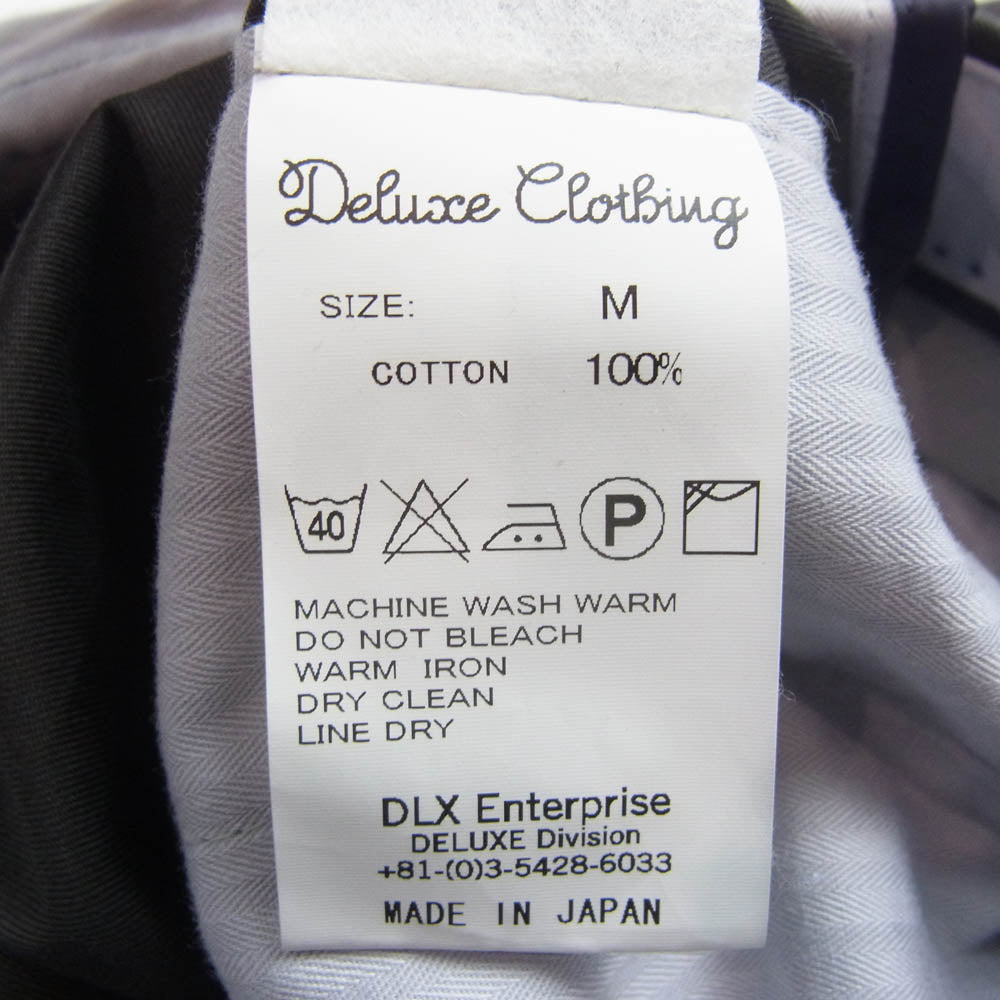 Deluxe Clothing
SIZE: M
COTTON 100%
40 P
MACHINE WASH WARM
DO NOT BLEACH
WARM IRON
DRY CLEAN
LINE DRY
DLX Enterprise
DELUXE Division
+81-(0)3-5428-6033
MADE IN JAPAN